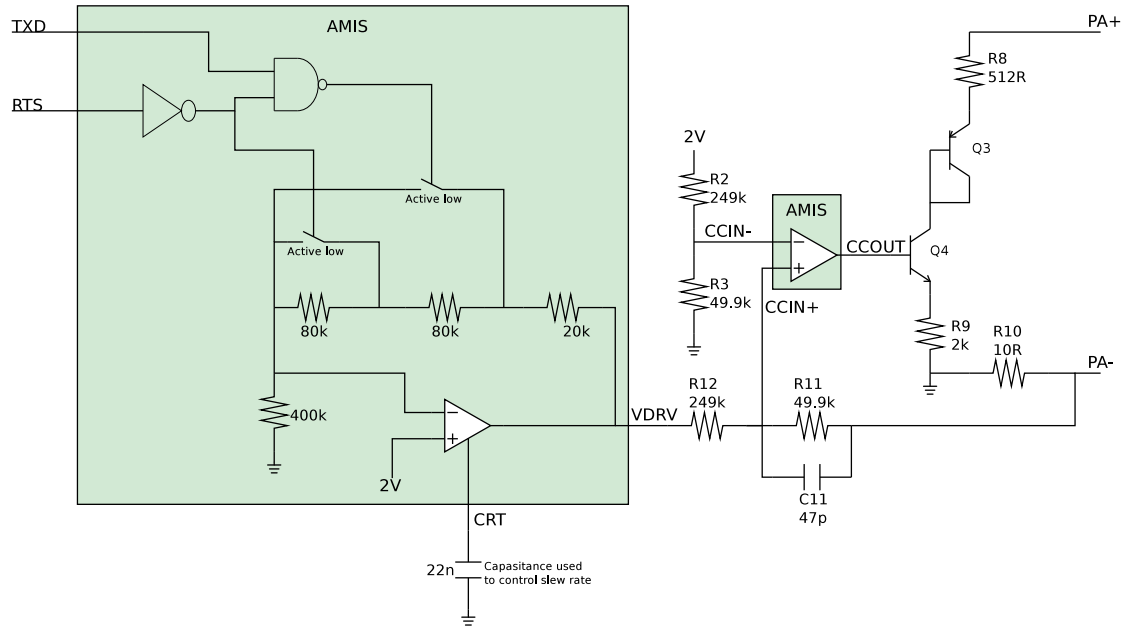 TXD
AMIS
PA+
R8
512R
RTS
2V
Q3
R2
249k
Active low
AMIS
CCIN-
CCOUT
Q4
Active low
R3
49.9k
CCIN+
80k
80k
20k
R9
2k
R10
10R
PA-
R12
249k
R11
49.9k
400k
VDRV
2V
C11
47p
CRT
22n
Capasitance used
to control slew rate